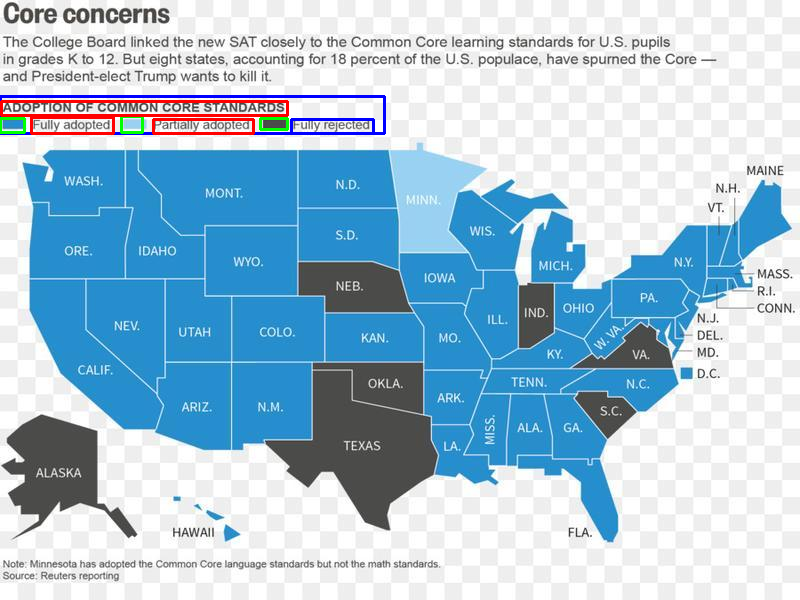 Core concerns
The College Board linked the new SAT closely to the Common Core learning standards for U.S. pupils
in grades K to 12. But eight states, accounting for 18 percent of the U.S. populace, have spurned the Core —
and President-elect Trump wants to kill it.
ADOPTION OF COMMON CORE STANDARDS
Fully adopted Partially adopted Fully rejected
MAINE
N.H.
VT.
WASH.
MONT.
N.D.
MINN.
ORE.
IDAHO
WYO.
S.D.
WIS.
MICH.
N.Y.
MASS.
R.I.
CONN.
NEB.
IOWA
ILL.
IND.
OHIO
PA.
N.J.
DEL.
MD.
D.C.
NEV.
UTAH
COLO.
KAN.
MO.
KY.
W. VA.
VA.
CALIF.
ARIZ.
N.M.
OKLA.
ARK.
TENN.
N.C.
S.C.
TEXAS
LA.
MISS.
ALA.
GA.
ALASKA
HAWAII
FLA.
Note: Minnesota has adopted the Common Core language standards but not the math standards.
Source: Reuters reporting